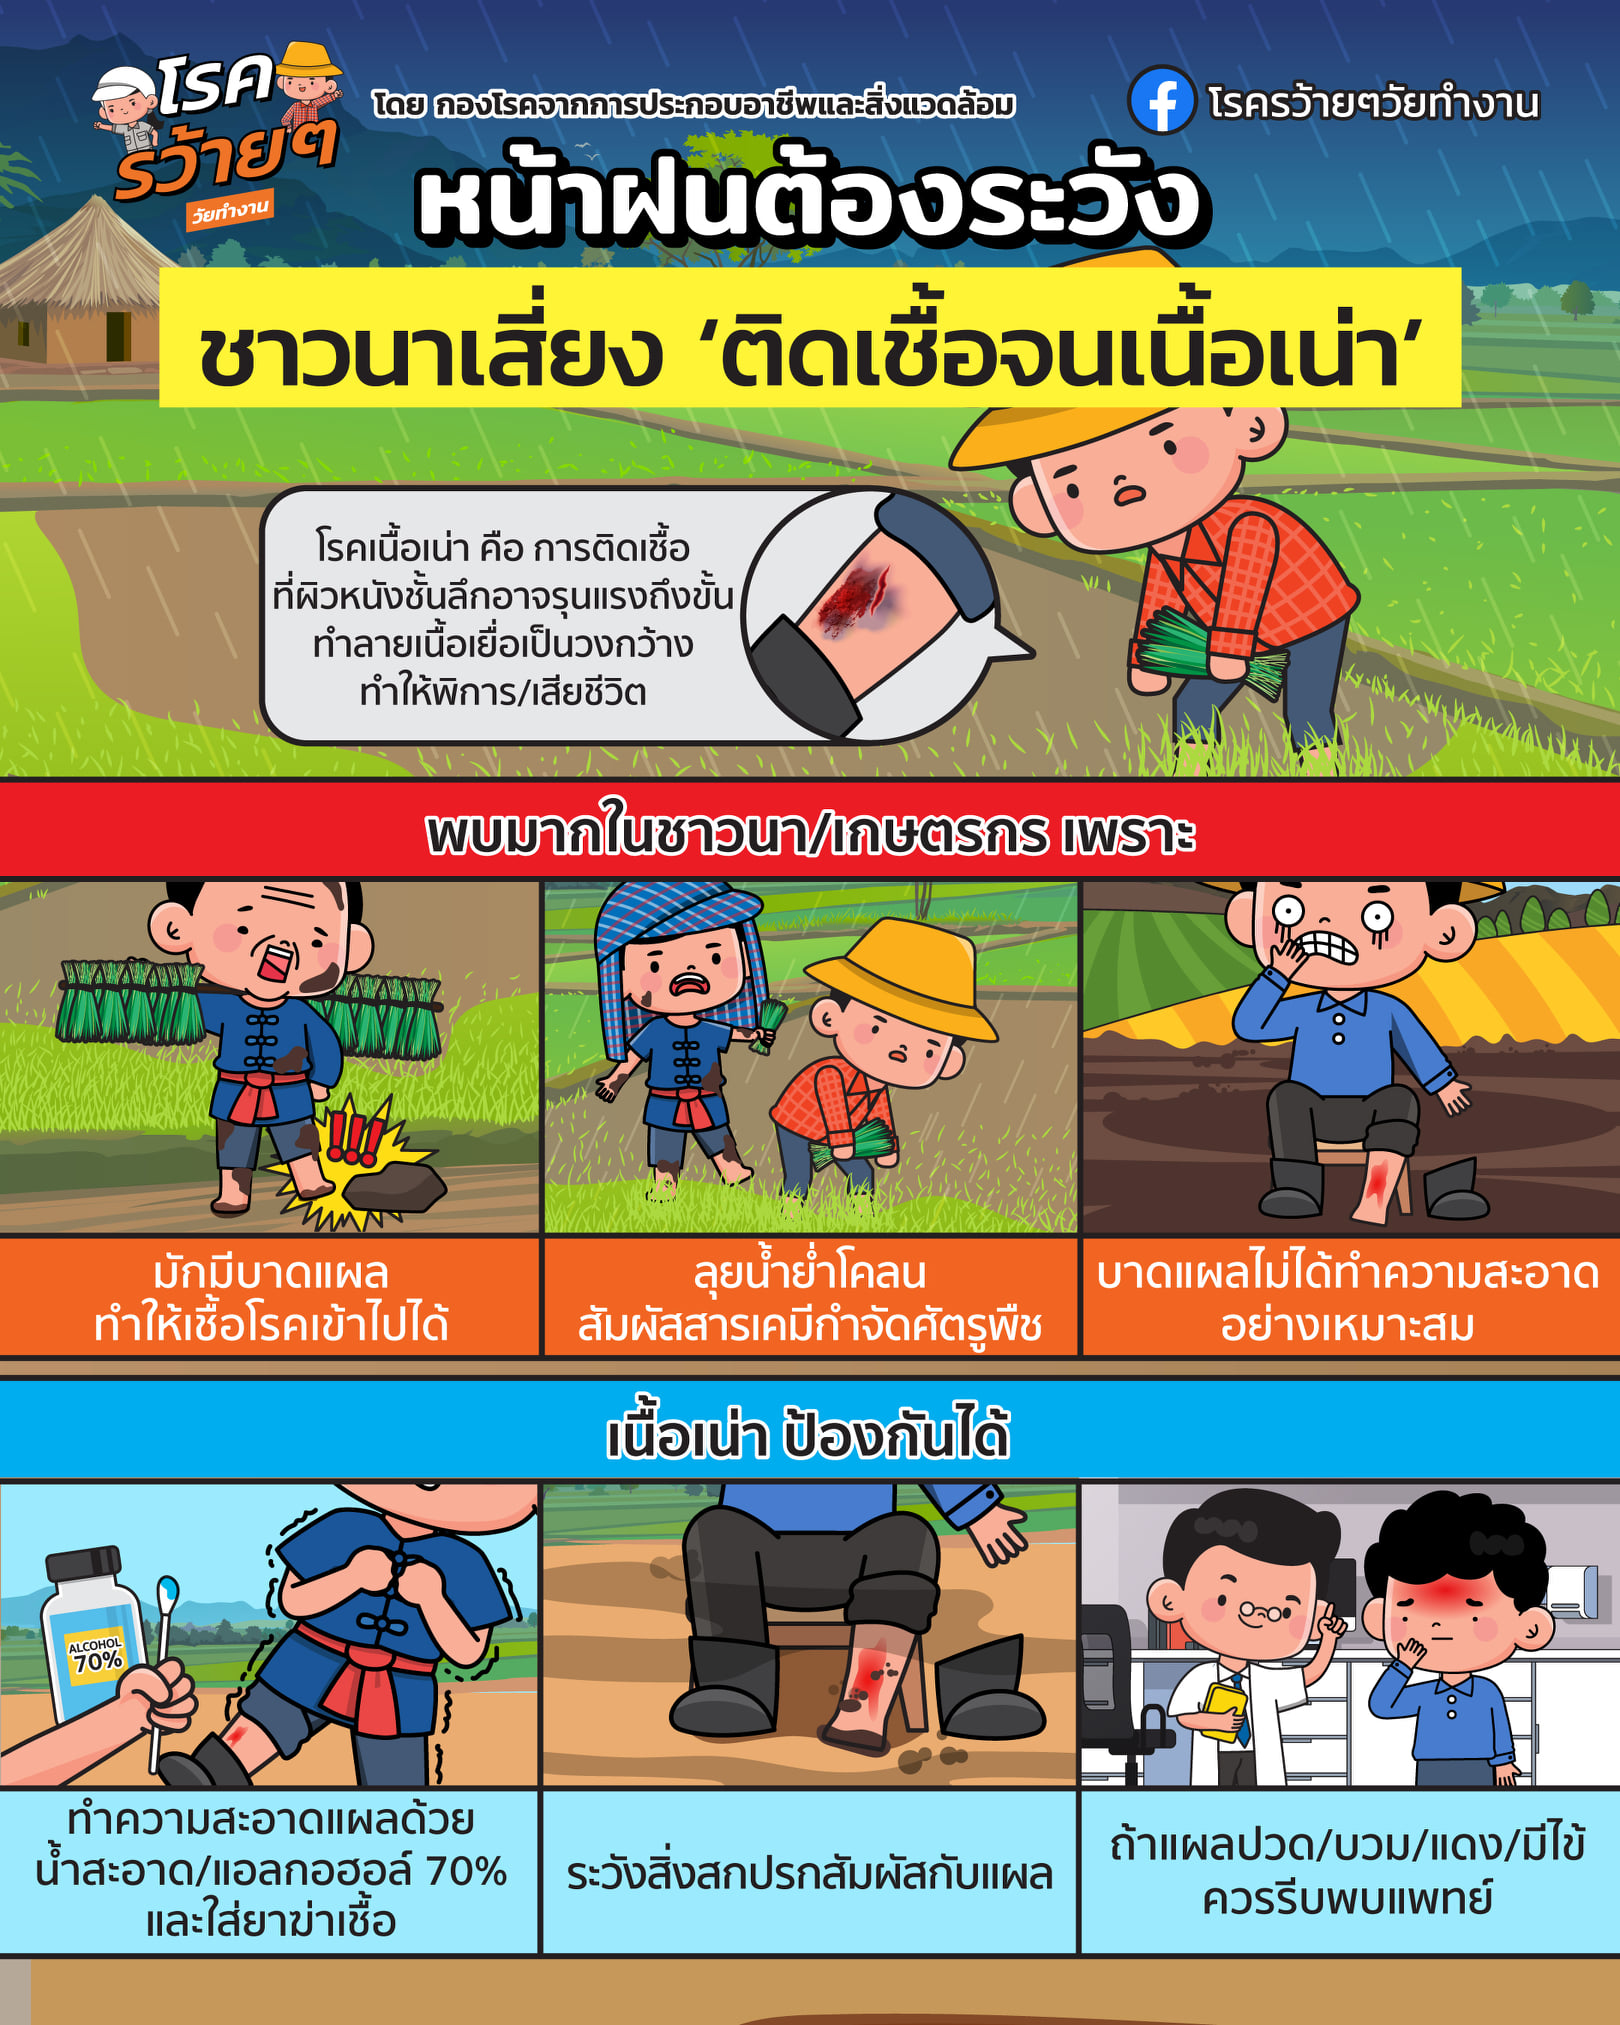 โรค
รว้ายๆ
วัยทำงาน
โดย กองโรคจากการประกอบอาชีพและสิ่งแวดล้อม
โรครว้ายๆวัยทำงาน
หน้าฝนต้องระวัง
ชาวนาเสี่ยง ‘ติดเชื้อจนเนื้อเน่า’
โรคเนื้อเน่า คือ การติดเชื้อ
ที่ผิวหนังชั้นลึกอาจรุนแรงถึงขั้น
ทำลายเนื้อเยื่อเป็นวงกว้าง
ทำให้พิการ/เสียชีวิต
พบมากในชาวนา/เกษตรกร เพราะ
!!!
มักมีบาดแผล
ทำให้เชื้อโรคเข้าไปได้
ลุยน้ำย่ำโคลน
สัมผัสสารเคมีกำจัดศัตรูพืช
บาดแผลไม่ได้ทำความสะอาด
อย่างเหมาะสม
เนื้อเน่า ป้องกันได้
ALCOHOL
70%
ทำความสะอาดแผลด้วย
น้ำสะอาด/แอลกอฮอล์ 70%
และใส่ยาฆ่าเชื้อ
ระวังสิ่งสกปรกสัมผัสกับแผล
ถ้าแผลปวด/บวม/แดง/มีไข้
ควรรีบพบแพทย์